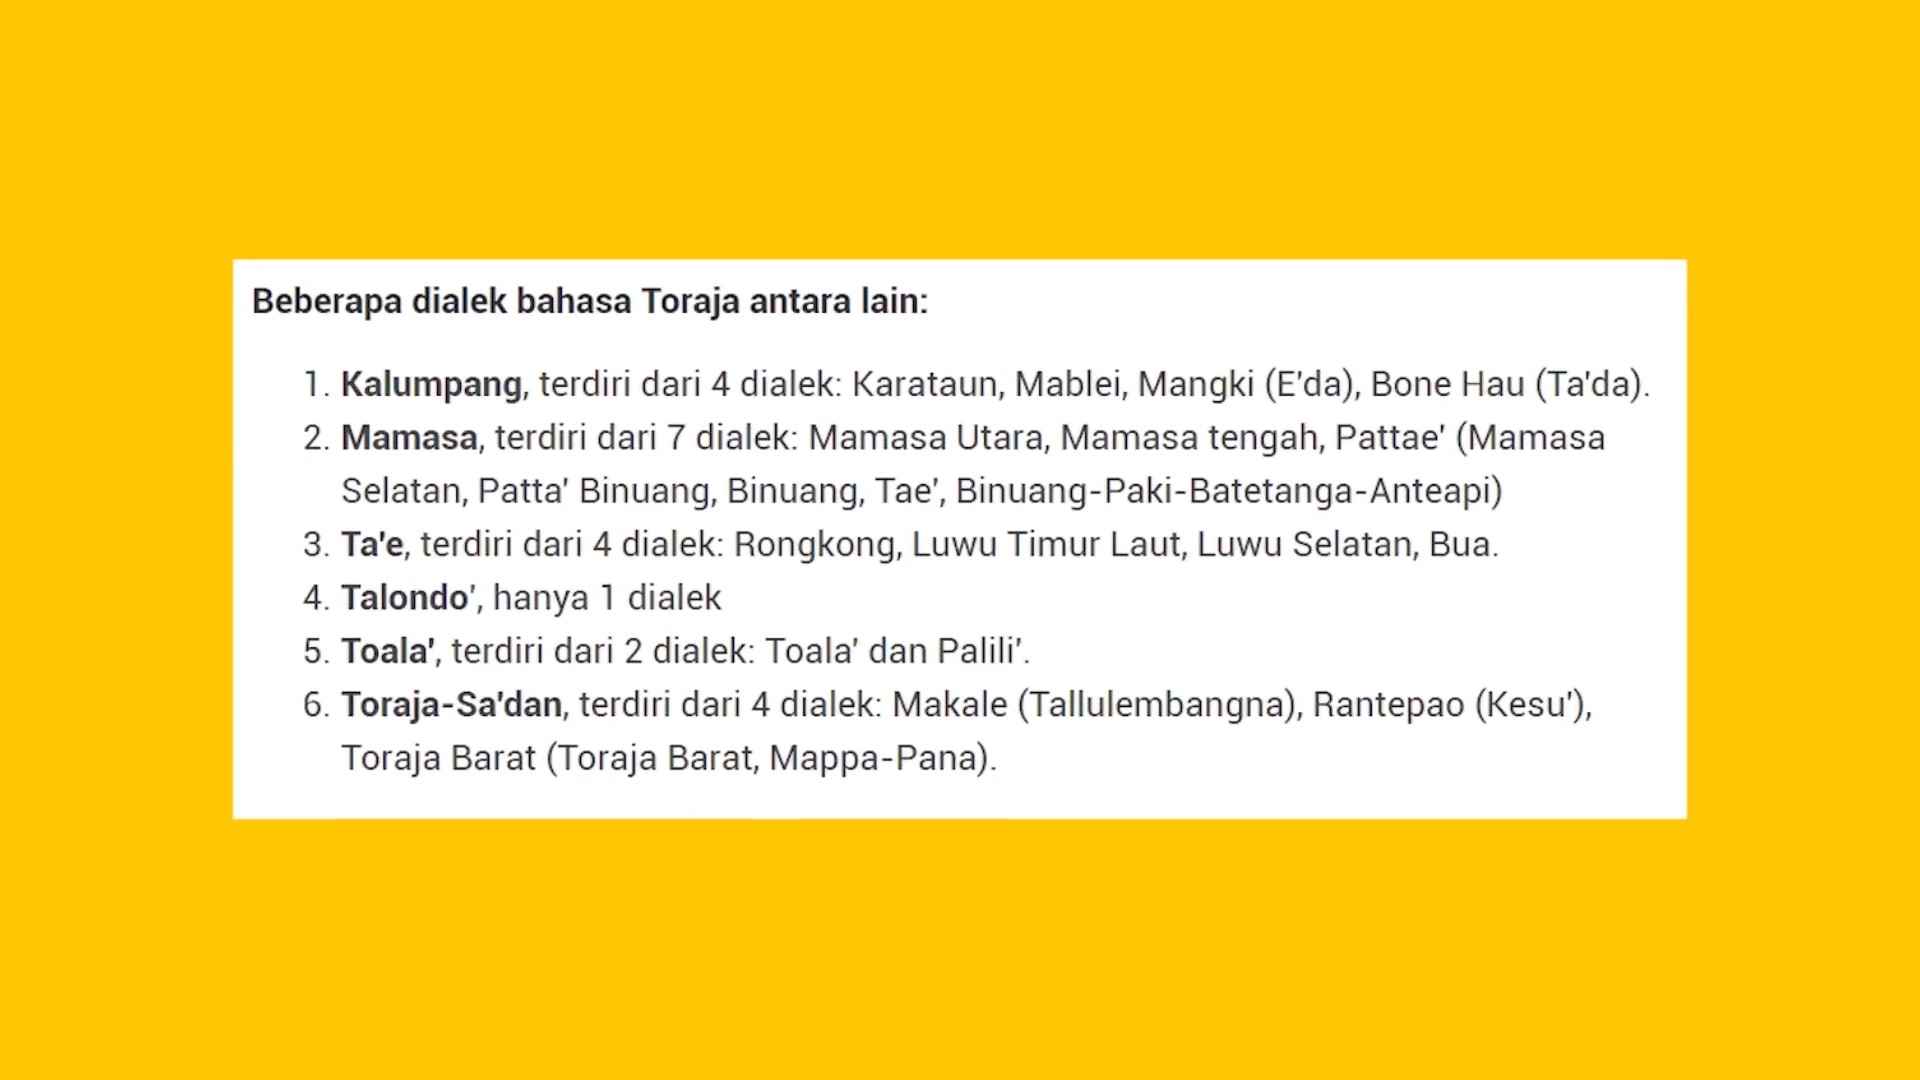 Beberapa dialek bahasa Toraja antara lain:
1. Kalumpang, terdiri dari 4 dialek: Karataun, Mablei, Mangki (E'da), Bone Hau (Ta'da).
2. Mamasa, terdiri dari 7 dialek: Mamasa Utara, Mamasa tengah, Pattae' (Mamasa
Selatan, Patta' Binuang, Binuang, Tae', Binuang-Paki-Batetanga-Anteapi)
3. Ta'e, terdiri dari 4 dialek: Rongkong, Luwu Timur Laut, Luwu Selatan, Bua.
4. Talondo', hanya 1 dialek
5. Toala', terdiri dari 2 dialek: Toala' dan Palili'.
6. Toraja-Sa'dan, terdiri dari 4 dialek: Makale (Tallulembangna), Rantepao (Kesu'),
Toraja Barat (Toraja Barat, Mappa-Pana).